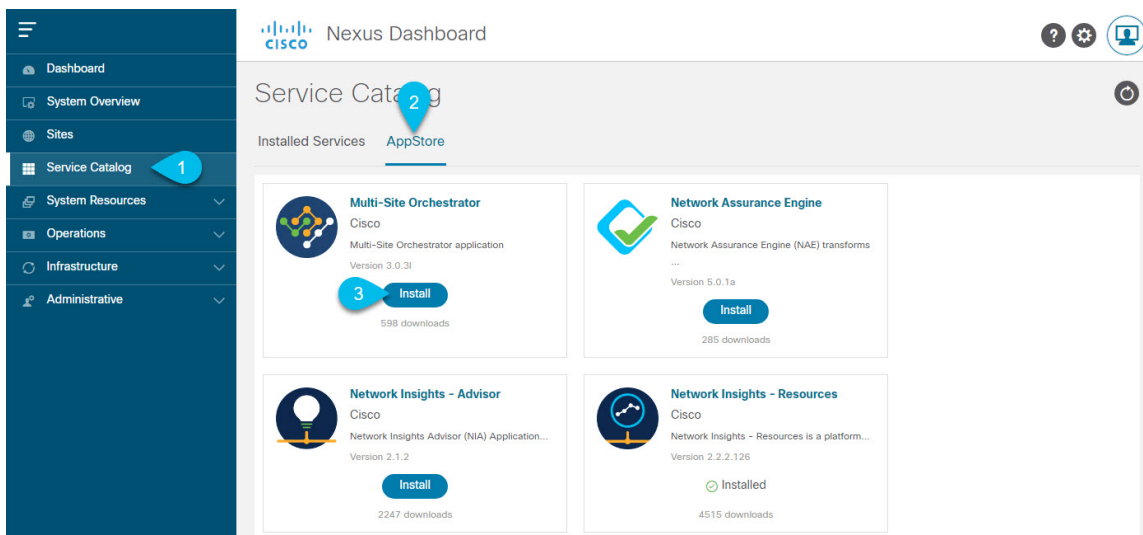 CISCO
Nexus Dashboard
?
Dashboard
System Overview
Sites
Service Catalog
System Resources
Operations
Infrastructure
Administrative
1
Service Catalog
2
Installed Services AppStore
Multi-Site Orchestrator
Cisco
Multi-Site Orchestrator application
Version 3.0.3l
3
Install
598 downloads
Network Assurance Engine
Cisco
Network Assurance Engine (NAE) transforms
...
Version 5.0.1a
Install
285 downloads
Network Insights - Advisor
Cisco
Network Insights Advisor (NIA) Application...
Version 2.1.2
Install
2247 downloads
Network Insights - Resources
Cisco
Network Insights - Resources is a platform...
Version 2.2.2.126
Installed
4515 downloads